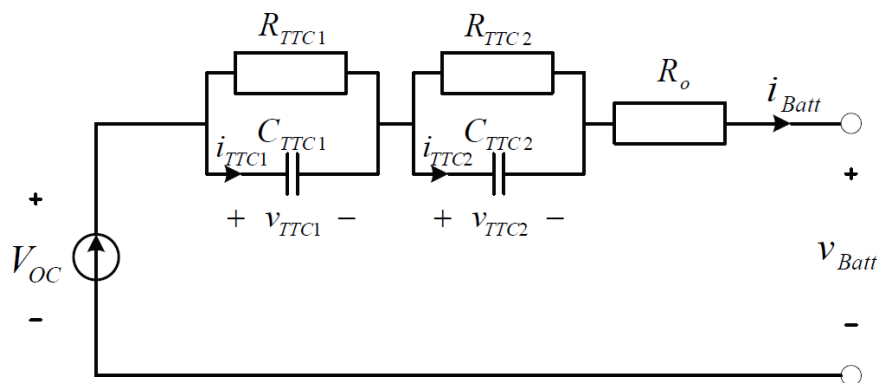 R_TTC1 R_TTC2
R_o i_Batt
C_TTC1 C_TTC2
i_TTC1 i_TTC2
+ v_TTC1 − + v_TTC2 −
+ +
V_OC v_Batt
− −